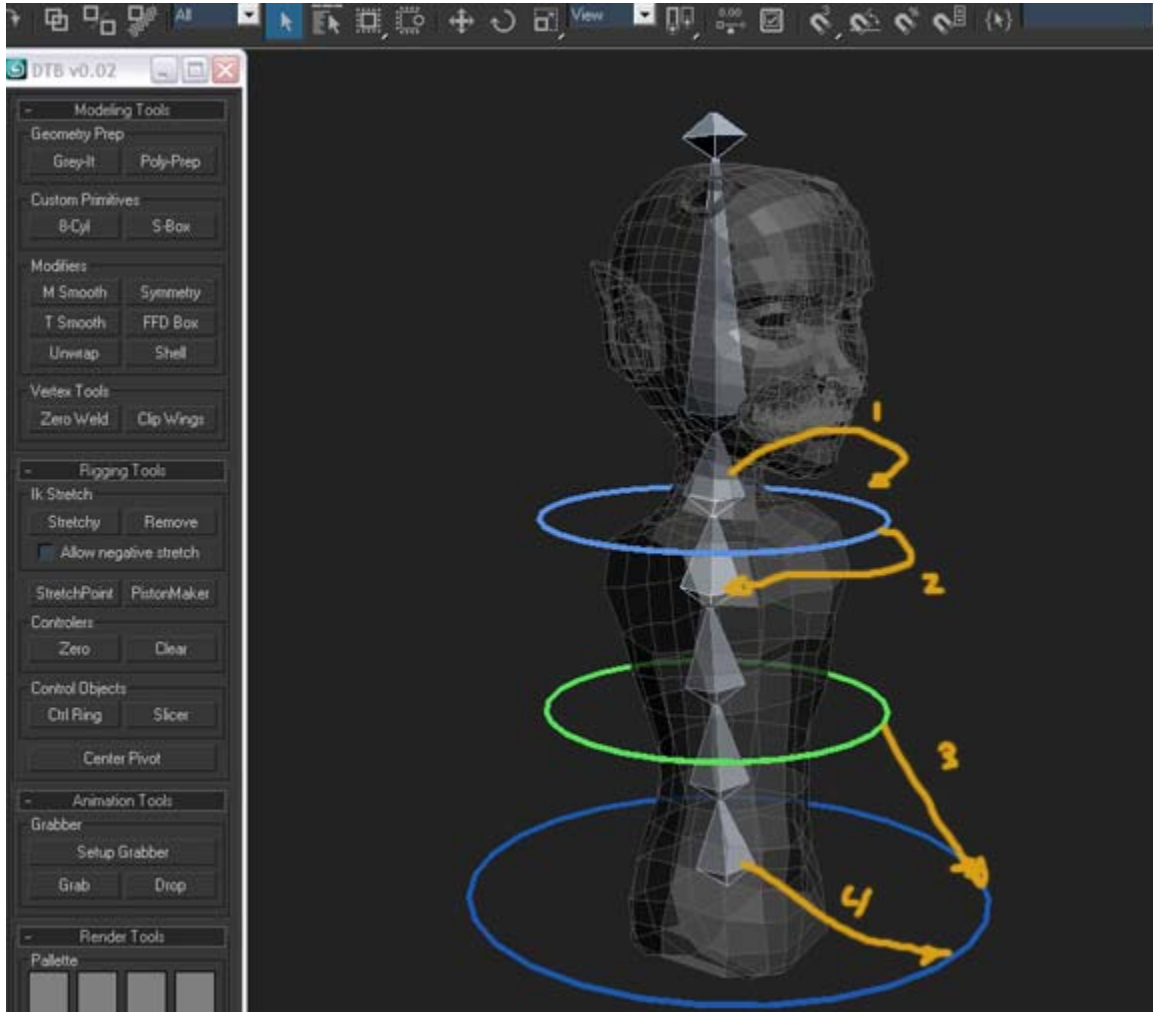 All
View
0.00
DTB v0.02
- Modeling Tools
Geometry Prep
Grey-It Poly-Prep
Custom Primitives
8-Cyl S-Box
Modifiers
M Smooth Symmetry
T Smooth FFD Box
Unwrap Shell
Vertex Tools
Zero Weld Clip Wings
- Rigging Tools
Ik Stretch
Stretchy Remove
Allow negative stretch
StretchPoint PistonMaker
Controlers
Zero Clear
Control Objects
Ctrl Ring Slicer
Center Pivot
- Animation Tools
Grabber
Setup Grabber
Grab Drop
- Render Tools
Pallette
1
2
3
4